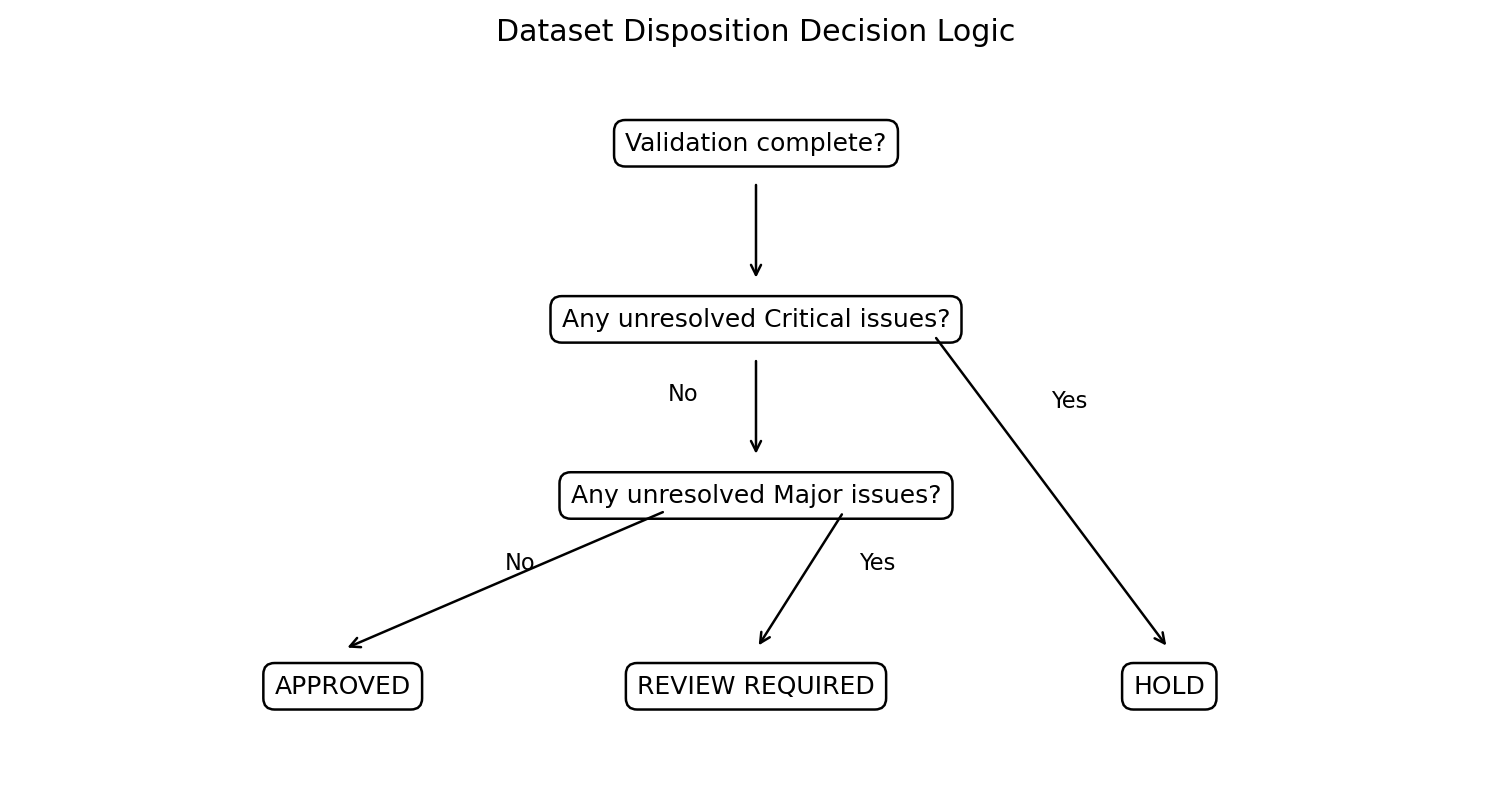 Dataset Disposition Decision Logic
Validation complete?
Any unresolved Critical issues?
No
Yes
Any unresolved Major issues?
No
Yes
APPROVED
REVIEW REQUIRED
HOLD